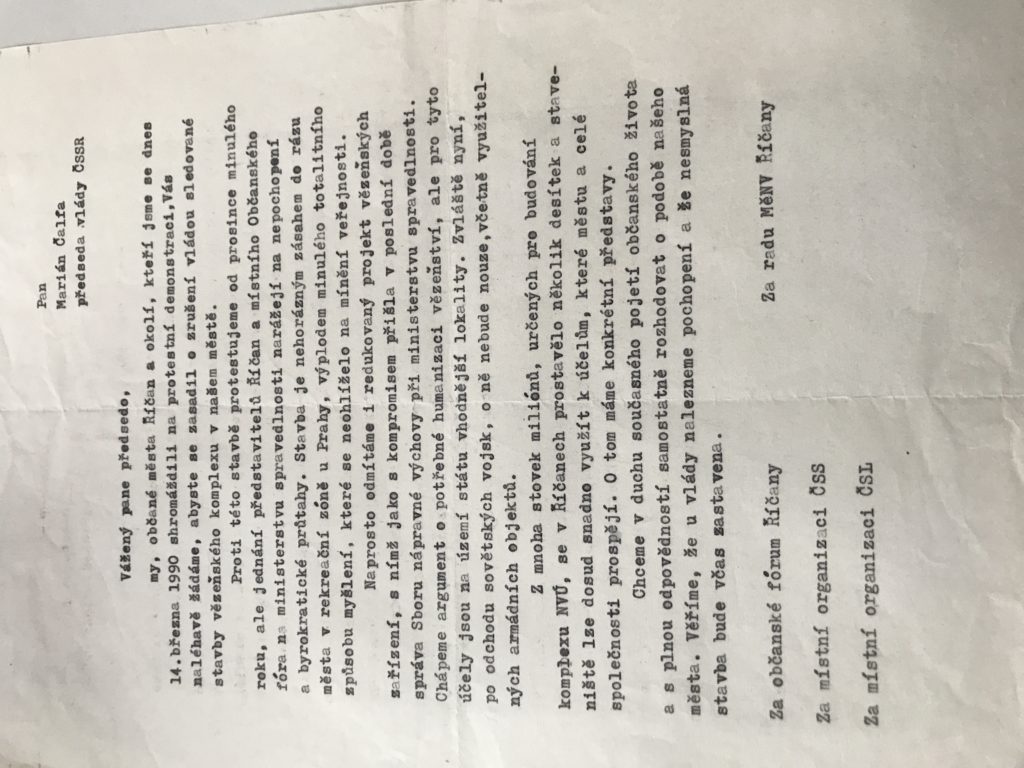 Pan
Marián Čalfa
předseda vlády ČSSR
Vážený pane předsedo,
my, občané města Říčan a okolí, kteří jsme se dnes
14.března 1990 shromáždili na protestní demonstraci,Vás
naléhavě žádáme, abyste se zasadil o zrušení vládou sledované
stavby vězeňského komplexu v našem městě.
Proti této stavbě protestujeme od prosince minulého
roku, ale jednání představitelů Říčan a místního Občanského
fóra na ministerstvu spravedlnosti narážejí na nepochopení
a byrokratické průtahy. Stavba je nehorázným zásahem do rázu
města v rekreační zóně u Prahy, výplodem minulého totalitního
způsobu myšlení, které se neohlíželo na mínění veřejnosti.
Naprosto odmítáme i redukovaný projekt vězeňských
zařízení, s nímž jako s kompromisem přišla v poslední době
správa Sboru nápravné výchovy při ministerstvu spravedlnosti.
Chápeme argument o potřebné humanizaci vězeňství, ale pro tyto
účely jsou na území státu vhodnější lokality. Zvláště nyní,
po odchodu sovětských vojsk, o ně nebude nouze,včetně využitel-
ných armádních objektů.
Z mnoha stovek miliónů, určených pro budování
komplexu NVÚ, se v Říčanech prostavělo několik desítek a stave-
niště lze dosud snadno využít k účelům, které městu a celé
společnosti prospějí. O tom máme konkrétní představy.
Chceme v duchu současného pojetí občanského života
a s plnou odpovědností samostatně rozhodovat o podobě našeho
města. Věříme, že u vlády nalezneme pochopení a že nesmyslná
stavba bude včas zastavena.
Za občanské fórum Říčany
Za radu MěNV Říčany
Za místní organizaci ČSS
Za místní organizaci ČSL